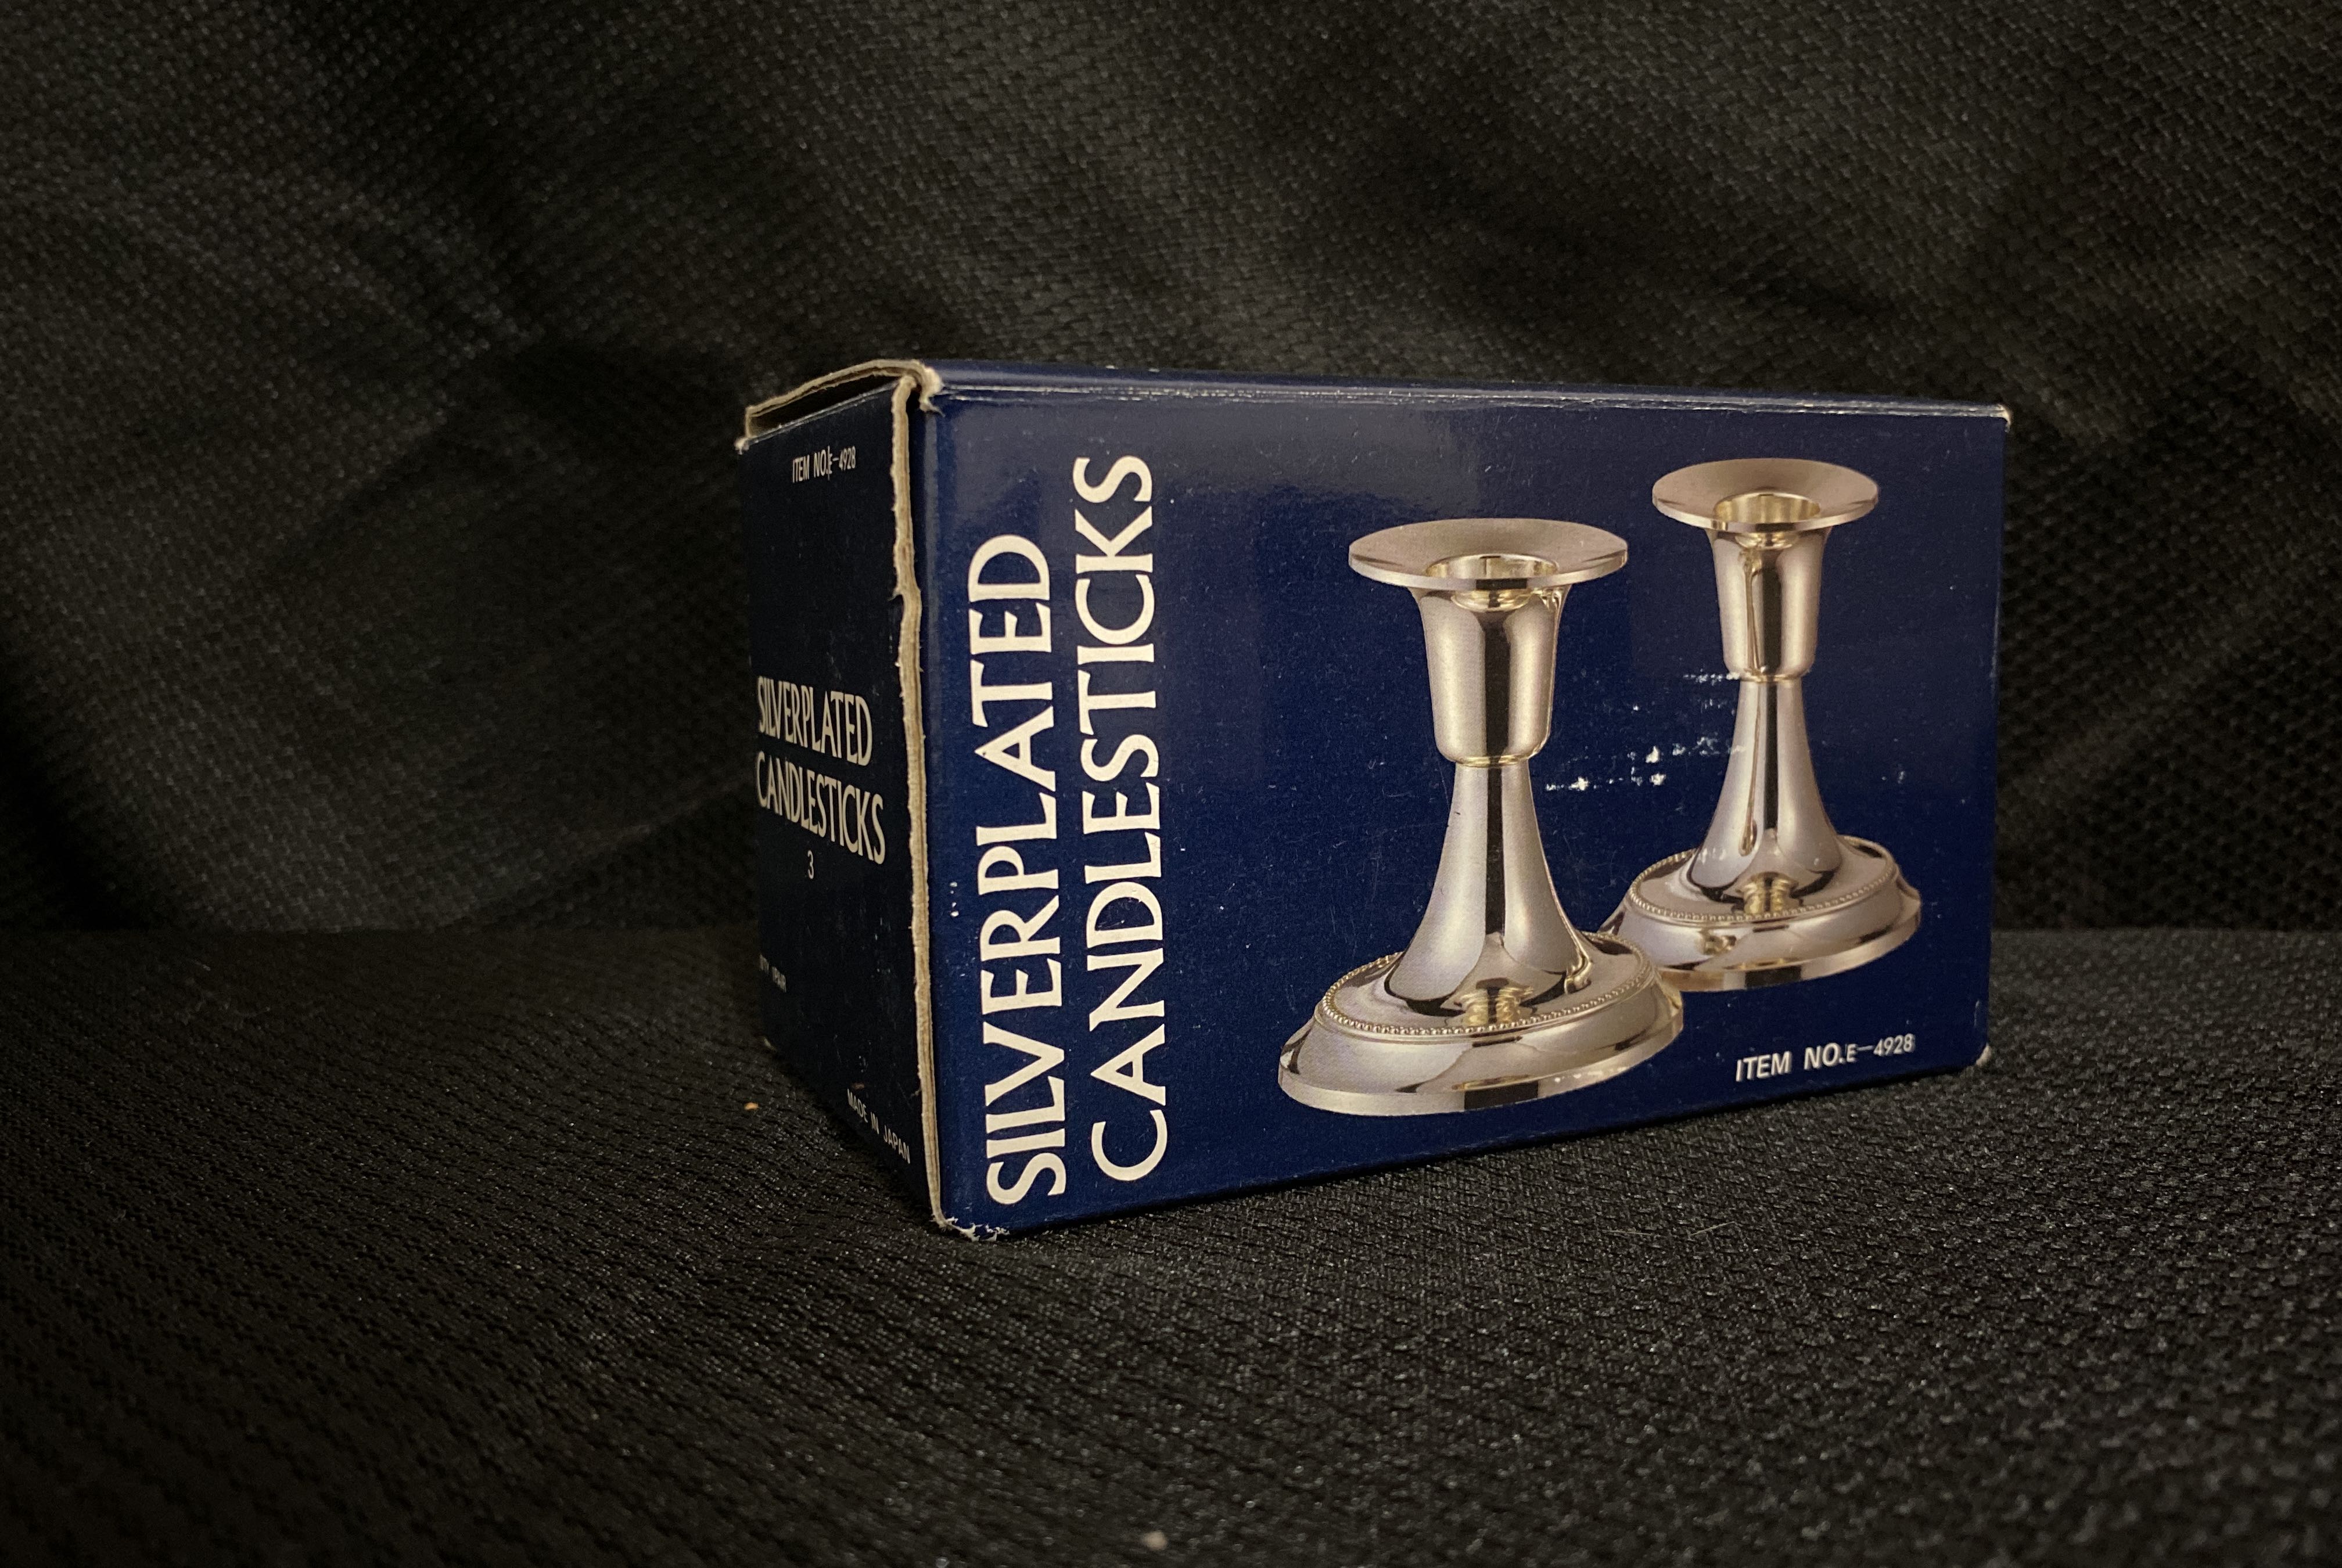 ITEM NO.E-4928
SILVERPLATED
CANDLESTICKS
3
MADE IN JAPAN
SILVERPLATED
CANDLESTICKS
ITEM NO.E-4928